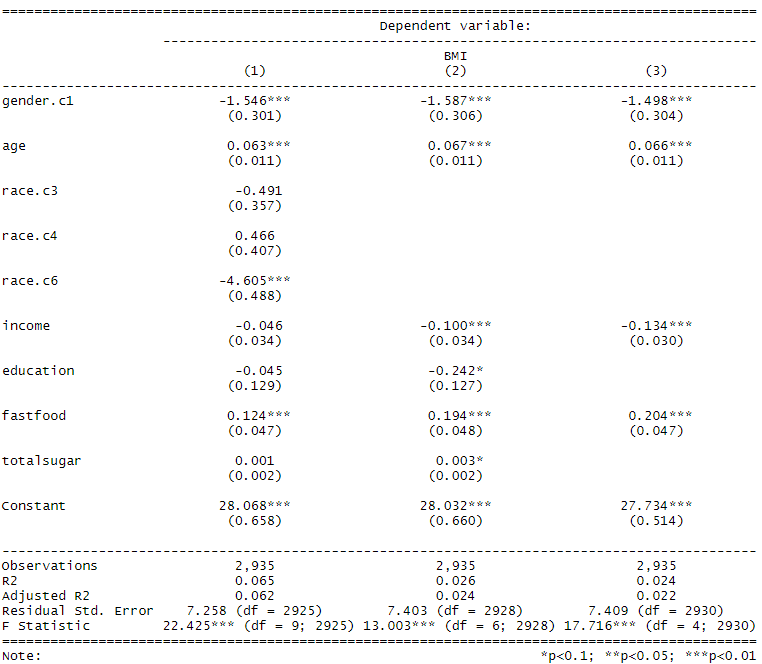 Dependent variable:
BMI
(1) (2) (3)
gender.c1 -1.546*** -1.587*** -1.498***
(0.301) (0.306) (0.304)
age 0.063*** 0.067*** 0.066***
(0.011) (0.011) (0.011)
race.c3 -0.491
(0.357)
race.c4 0.466
(0.407)
race.c6 -4.605***
(0.488)
income -0.046 -0.100*** -0.134***
(0.034) (0.034) (0.030)
education -0.045 -0.242*
(0.129) (0.127)
fastfood 0.124*** 0.194*** 0.204***
(0.047) (0.048) (0.047)
totalsugar 0.001 0.003*
(0.002) (0.002)
Constant 28.068*** 28.032*** 27.734***
(0.658) (0.660) (0.514)
Observations 2,935 2,935 2,935
R2 0.065 0.026 0.024
Adjusted R2 0.062 0.024 0.022
Residual Std. Error 7.258 (df = 2925) 7.403 (df = 2928) 7.409 (df = 2930)
F Statistic 22.425*** (df = 9; 2925) 13.003*** (df = 6; 2928) 17.716*** (df = 4; 2930)
Note: *p<0.1; **p<0.05; ***p<0.01